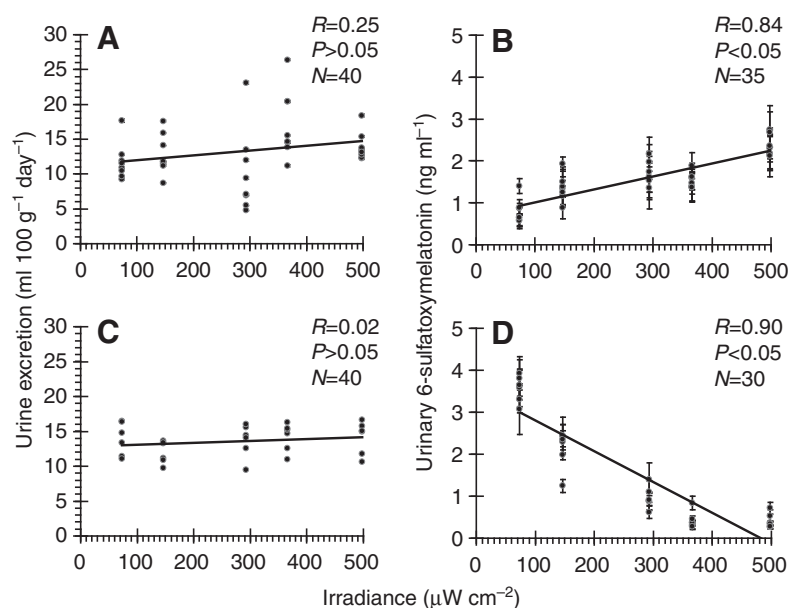 A
R=0.25
P>0.05
N=40
30
25
20
15
10
5
0
0 100 200 300 400 500
B
R=0.84
P<0.05
N=35
5
4
3
2
1
0
0 100 200 300 400 500
Urine excretion (ml 100 g⁻¹ day⁻¹)
Urinary 6-sulfatoxymelatonin (ng ml⁻¹)
C
R=0.02
P>0.05
N=40
30
25
20
15
10
5
0
0 100 200 300 400 500
D
R=0.90
P<0.05
N=30
5
4
3
2
1
0
0 100 200 300 400 500
Irradiance (μW cm⁻²)